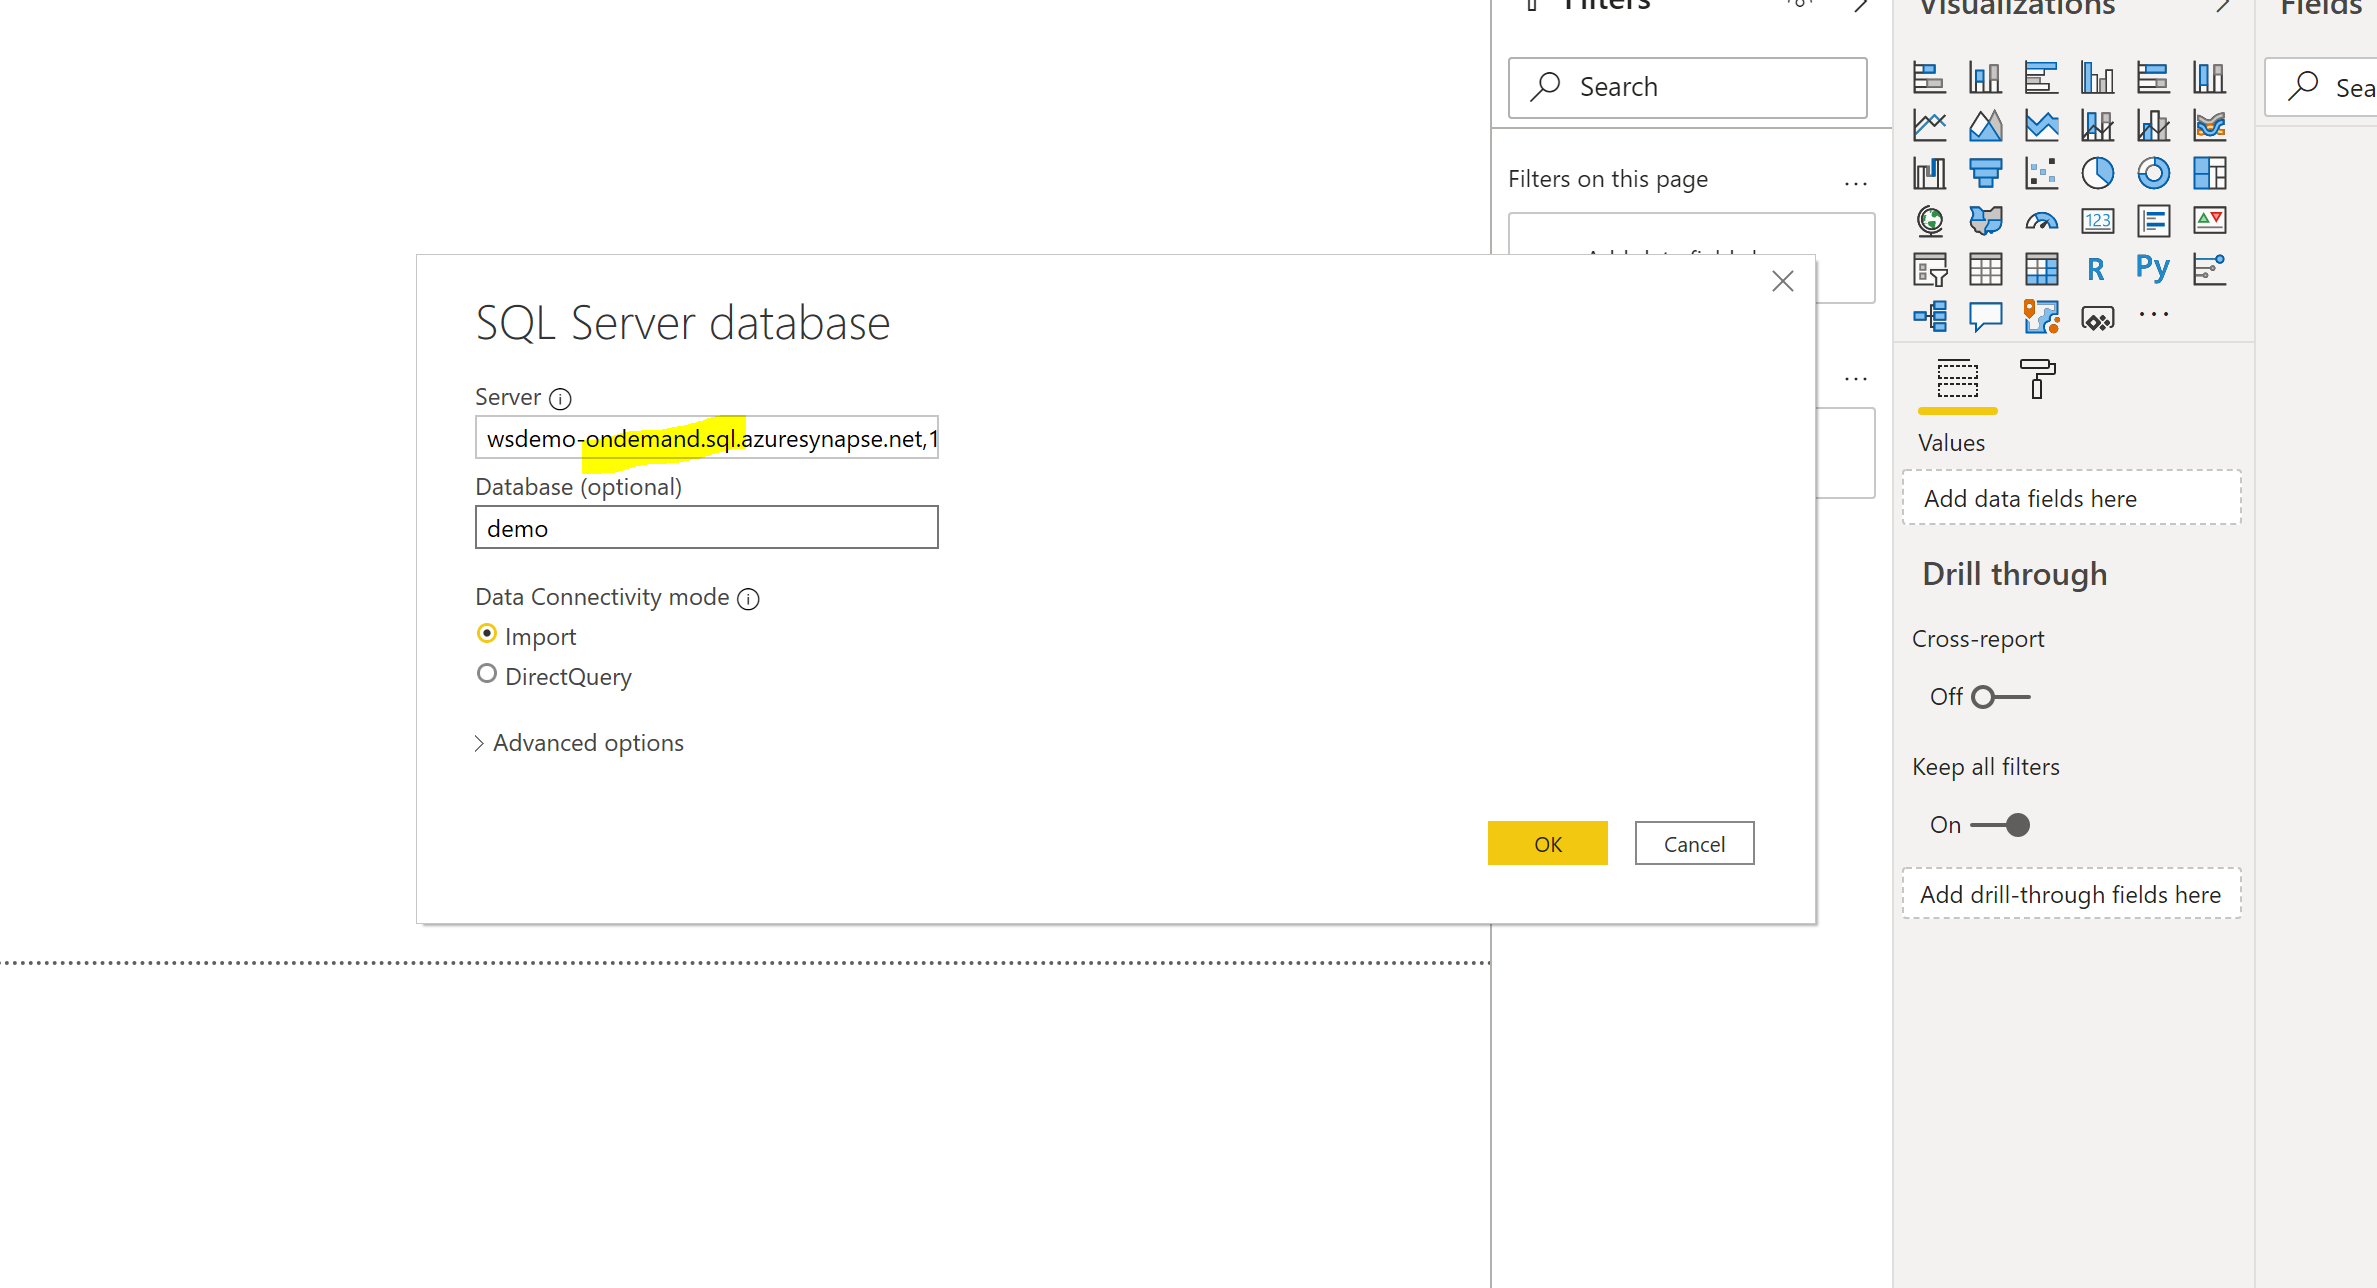 Filters
Visualizations
Fields
Search
Sea
Filters on this page
...
SQL Server database
Server
wsdemo-ondemand.sql.azuresynapse.net,1
Database (optional)
demo
Data Connectivity mode
Import
DirectQuery
Advanced options
OK
Cancel
...
123
R
Py
...
Values
Add data fields here
Drill through
Cross-report
Off
Keep all filters
On
Add drill-through fields here